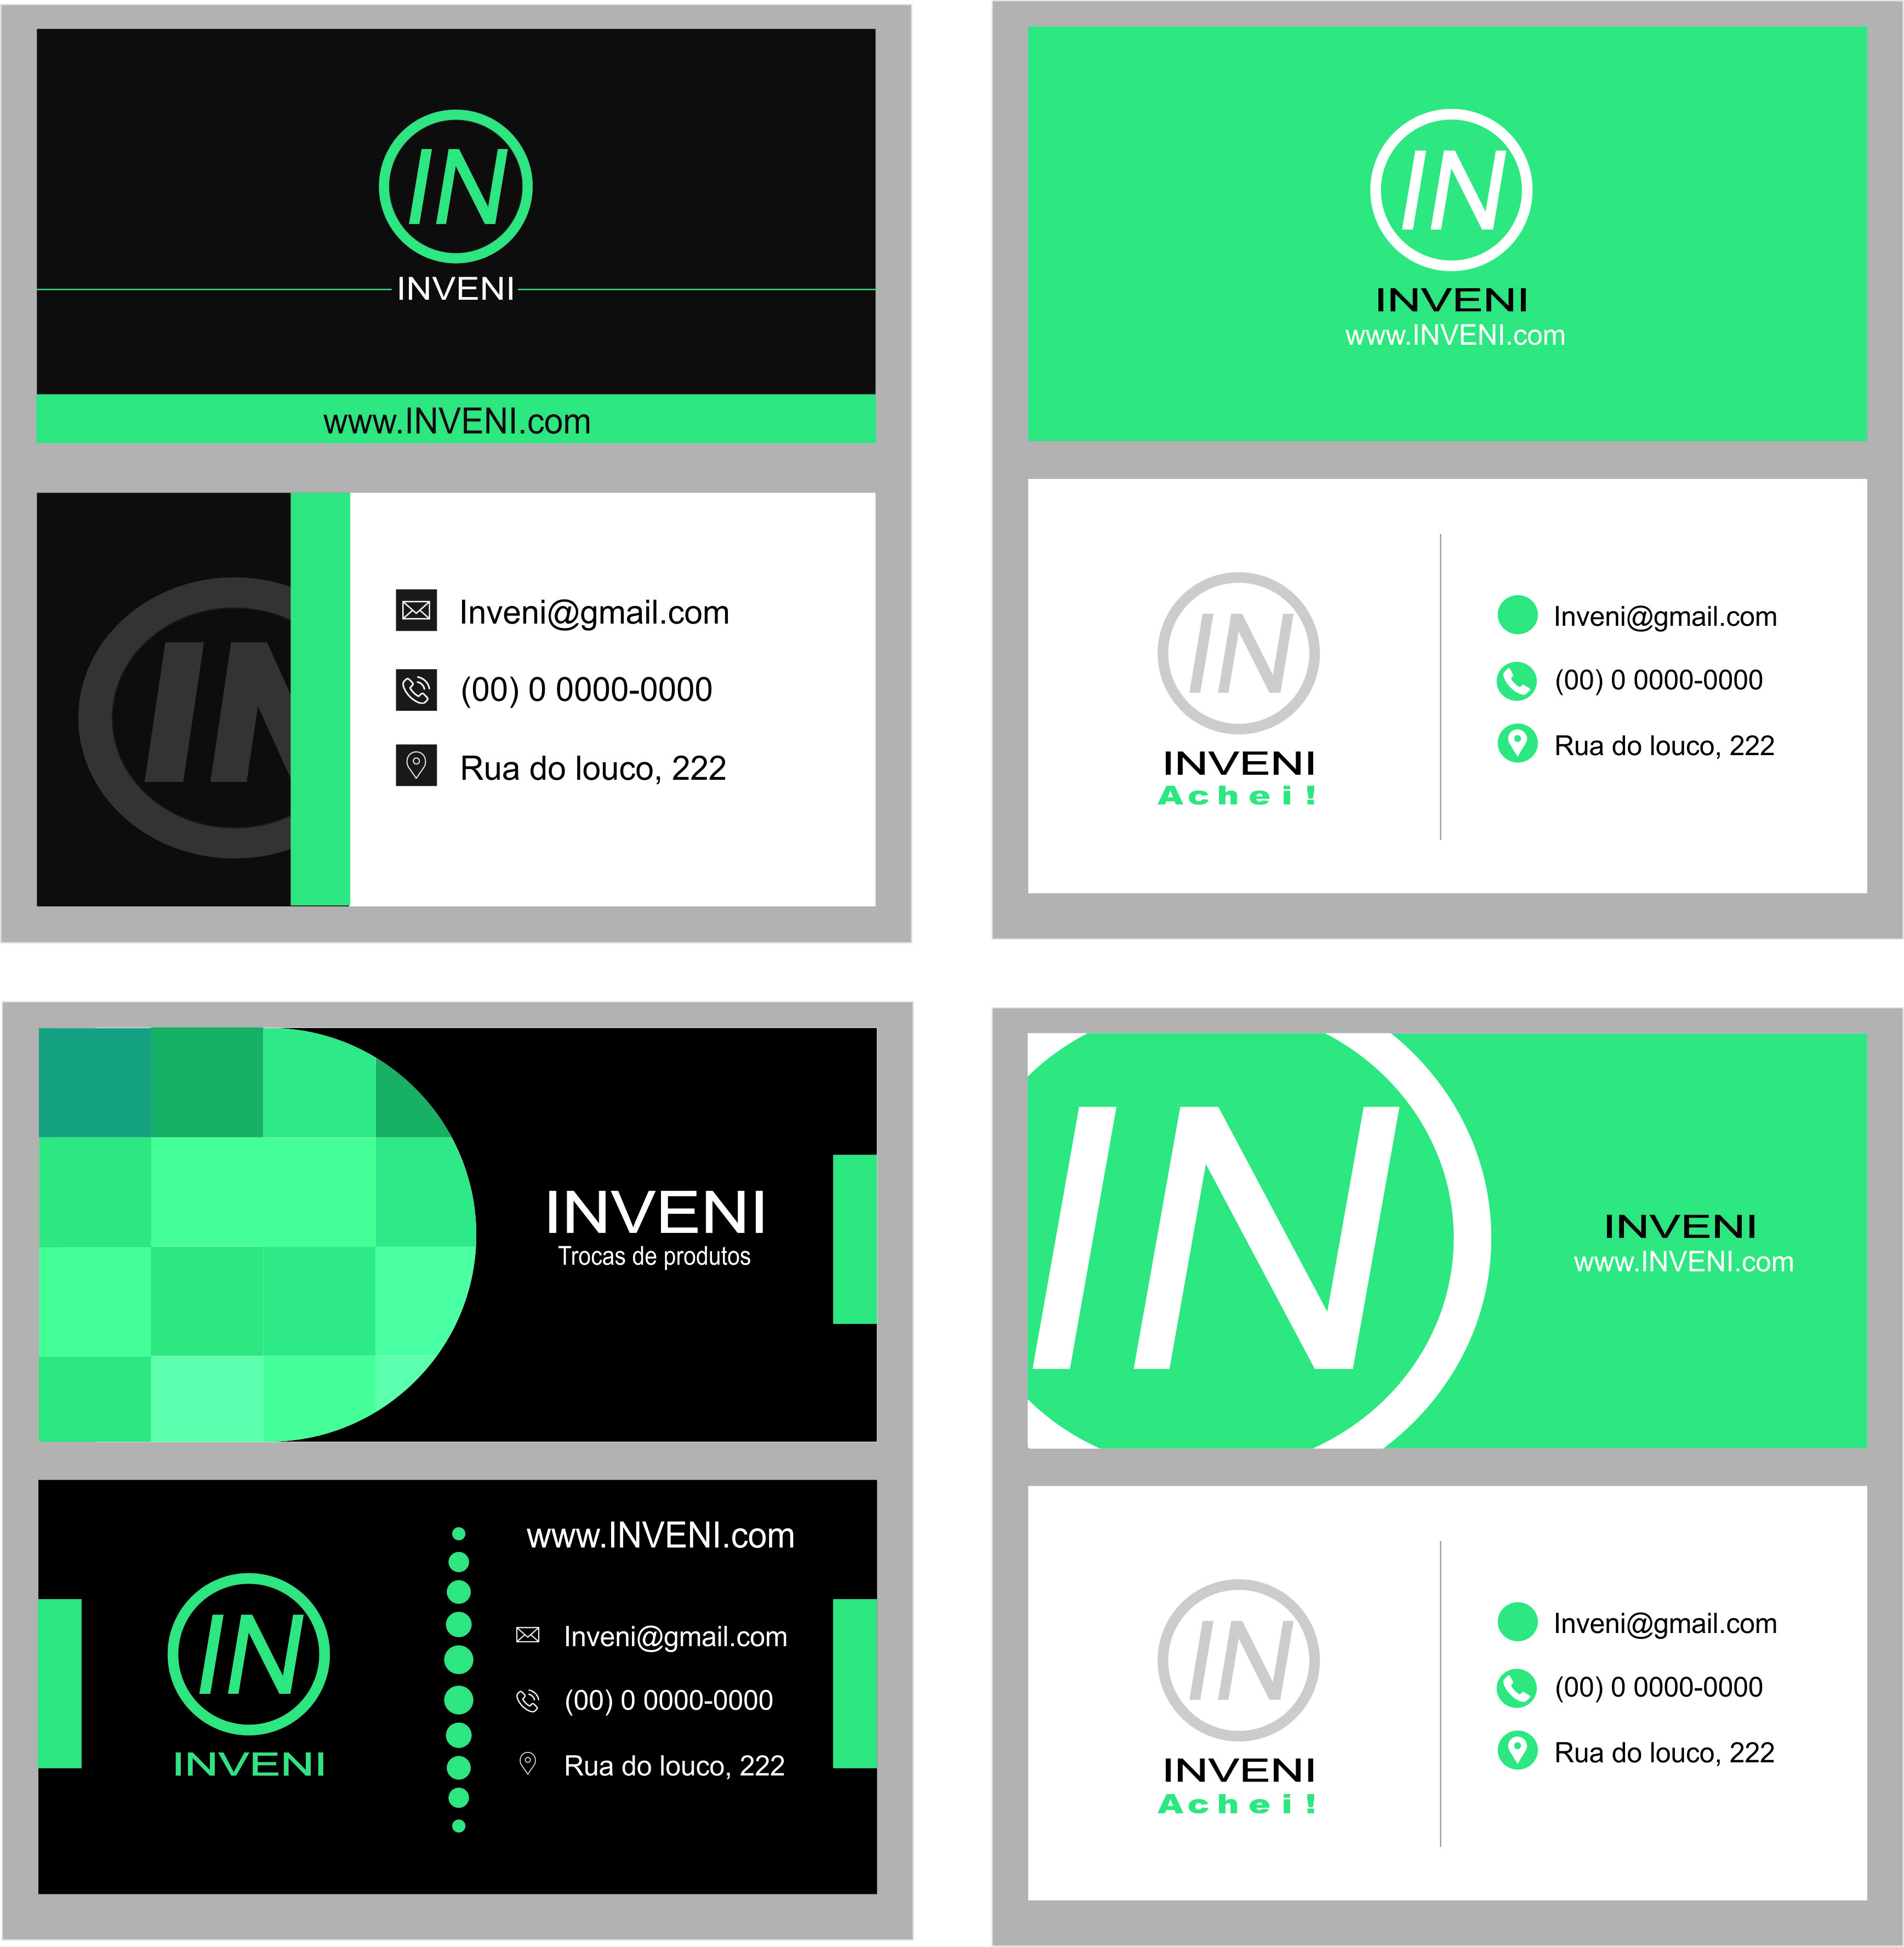 IN
INVENI
www.INVENI.com
IN
Inveni@gmail.com
(00) 0 0000-0000
Rua do louco, 222
IN
INVENI
www.INVENI.com
IN
INVENI
Achei!
Inveni@gmail.com
(00) 0 0000-0000
Rua do louco, 222
INVENI
Trocas de produtos
IN
INVENI
www.INVENI.com
Inveni@gmail.com
(00) 0 0000-0000
Rua do louco, 222
IN
INVENI
www.INVENI.com
IN
INVENI
Achei!
Inveni@gmail.com
(00) 0 0000-0000
Rua do louco, 222